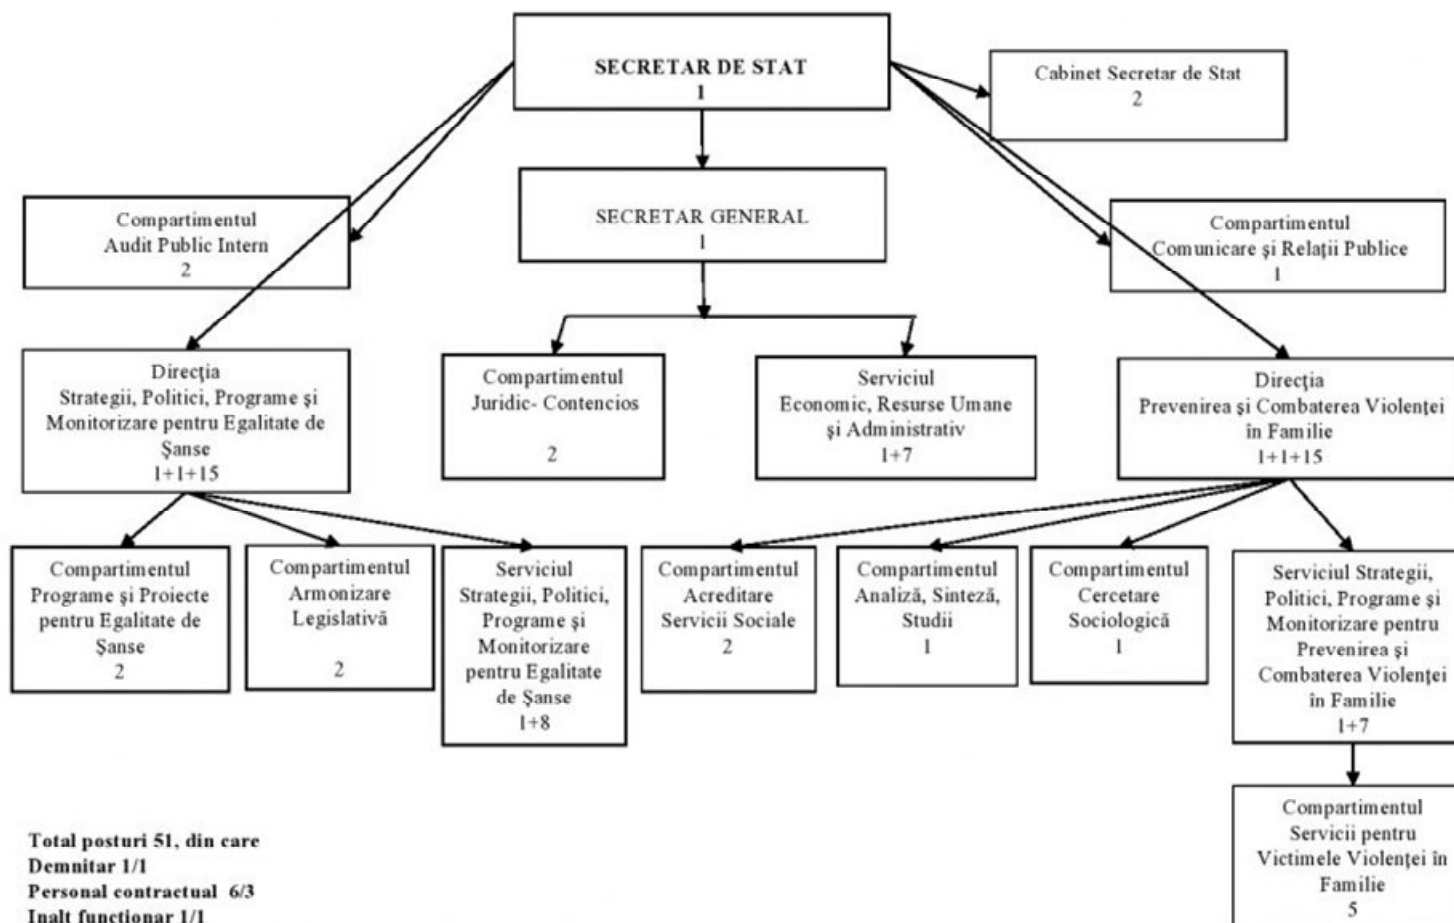 SECRETAR DE STAT
1
Cabinet Secretar de Stat
2
SECRETAR GENERAL
1
Compartimentul
Audit Public Intern
2
Compartimentul
Comunicare şi Relaţii Publice
1
Direcţia
Strategii, Politici, Programe şi
Monitorizare pentru Egalitate de
Şanse
1+1+15
Compartimentul
Juridic- Contencios
2
Serviciul
Economic, Resurse Umane
şi Administrativ
1+7
Direcţia
Prevenirea şi Combaterea Violenţei
în Familie
1+1+15
Compartimentul
Programe şi Proiecte
pentru Egalitate de
Şanse
2
Compartimentul
Armonizare
Legislativă
2
Serviciul
Strategii, Politici,
Programe şi
Monitorizare
pentru Egalitate
de Şanse
1+8
Compartimentul
Acreditare
Servicii Sociale
2
Compartimentul
Analiză, Sinteză,
Studii
1
Compartimentul
Cercetare
Sociologică
1
Serviciul Strategii,
Politici, Programe şi
Monitorizare pentru
Prevenirea şi
Combaterea Violenţei
în Familie
1+7
Compartimentul
Servicii pentru
Victimele Violenţei în
Familie
5
Total posturi 51, din care
Demnitar 1/1
Personal contractual 6/3
Inalt funcţionar 1/1